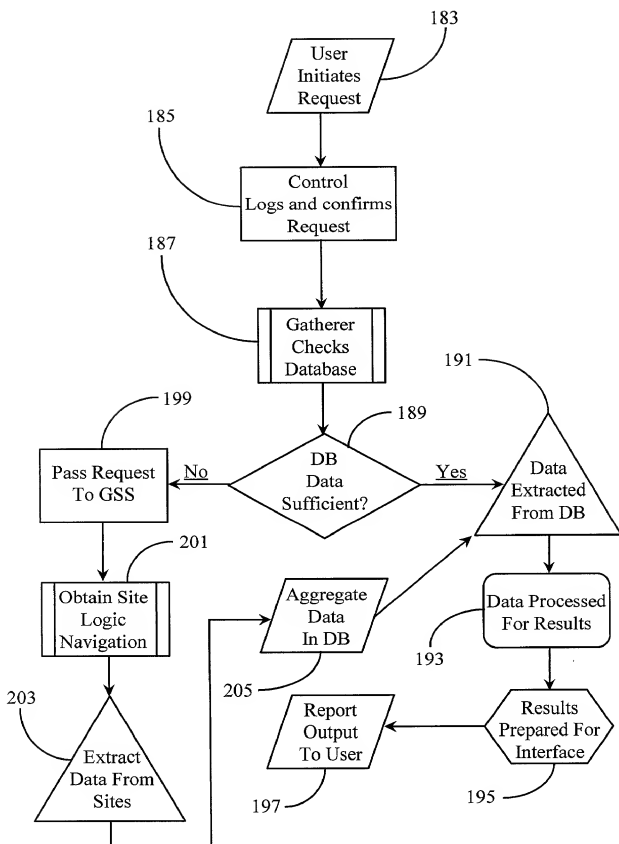 183
User
Initiates
Request
185
Control
Logs and confirms
Request
187
Gatherer
Checks
Database
189
DB
Data
Sufficient?
No
Yes
199
Pass Request
To GSS
191
Data
Extracted
From DB
201
Obtain Site
Logic
Navigation
203
Extract
Data From
Sites
Aggregate
Data
In DB
205
Data Processed
For Results
193
Results
Prepared For
Interface
195
Report
Output
To User
197